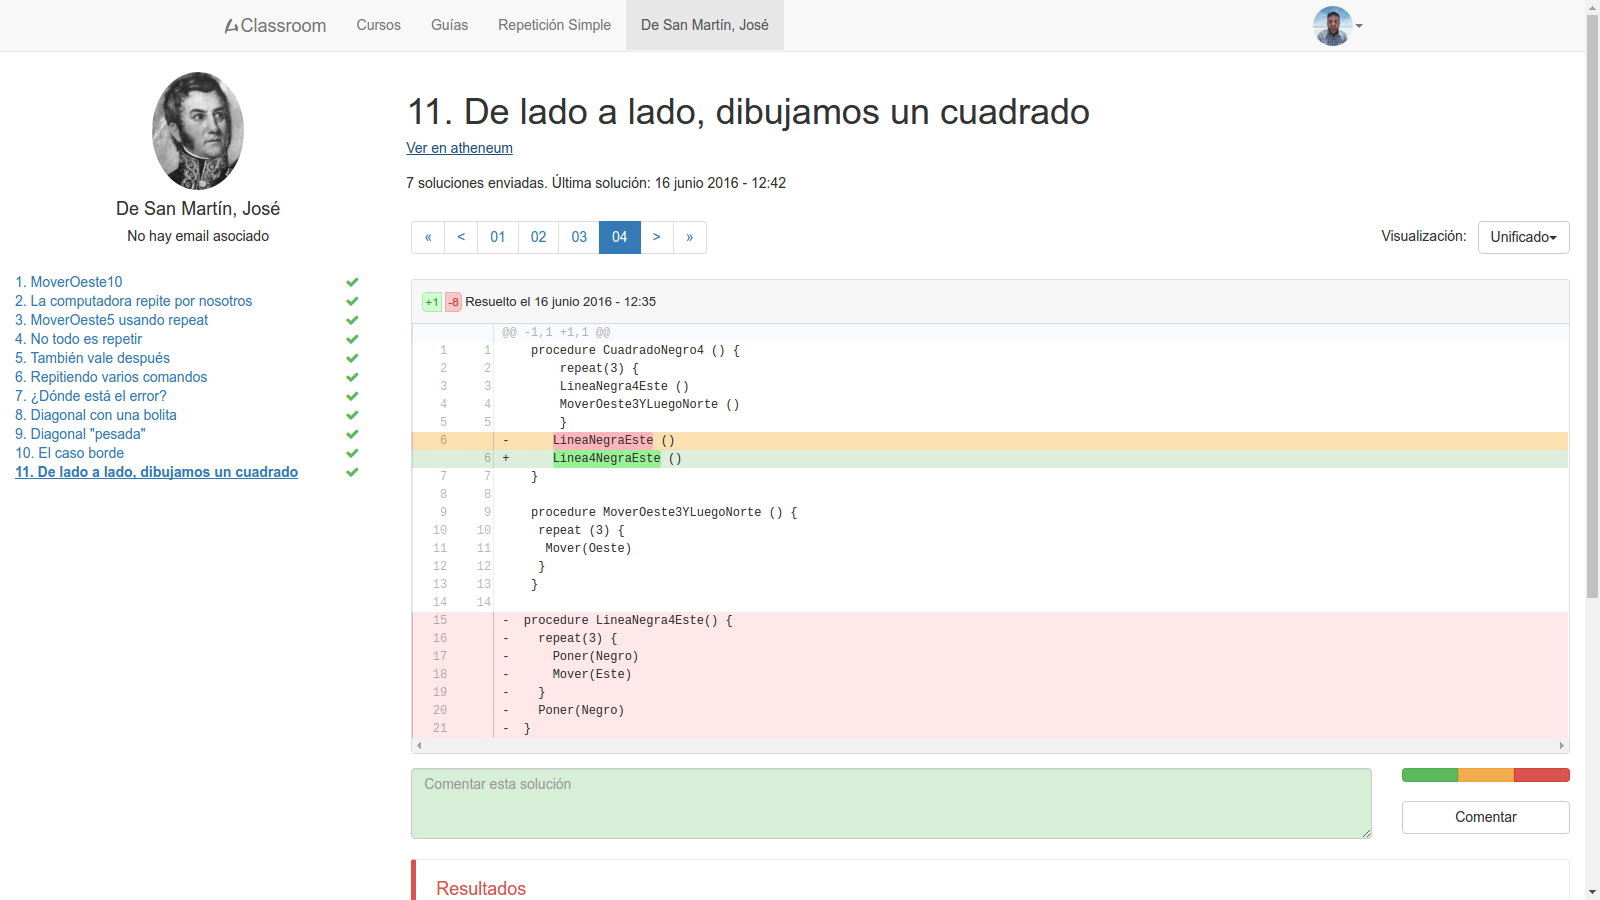 Classroom Cursos Guías Repetición Simple De San Martín, José
De San Martín, José
No hay email asociado
1. MoverOeste10
2. La computadora repite por nosotros
3. MoverOeste5 usando repeat
4. No todo es repetir
5. También vale después
6. Repitiendo varios comandos
7. ¿Dónde está el error?
8. Diagonal con una bolita
9. Diagonal "pesada"
10. El caso borde
11. De lado a lado, dibujamos un cuadrado
11. De lado a lado, dibujamos un cuadrado
Ver en atheneum
7 soluciones enviadas. Última solución: 16 junio 2016 - 12:42
« < 01 02 03 04 > »
Visualización: Unificado
+1 -8 Resuelto el 16 junio 2016 - 12:35
@@ -1,1 +1,1 @@
1 1 procedure CuadradoNegro4 () {
2 2 repeat(3) {
3 3 LineaNegra4Este ()
4 4 MoverOeste3YLuegoNorte ()
5 5 }
6 - LineaNegraEste ()
6 + Linea4NegraEste ()
7 7 }
8 8
9 9 procedure MoverOeste3YLuegoNorte () {
10 10 repeat (3) {
11 11 Mover(Oeste)
12 12 }
13 13 }
14 14
15 - procedure LineaNegra4Este() {
16 - repeat(3) {
17 - Poner(Negro)
18 - Mover(Este)
19 - }
20 - Poner(Negro)
21 - }
Comentar esta solución
Comentar
Resultados